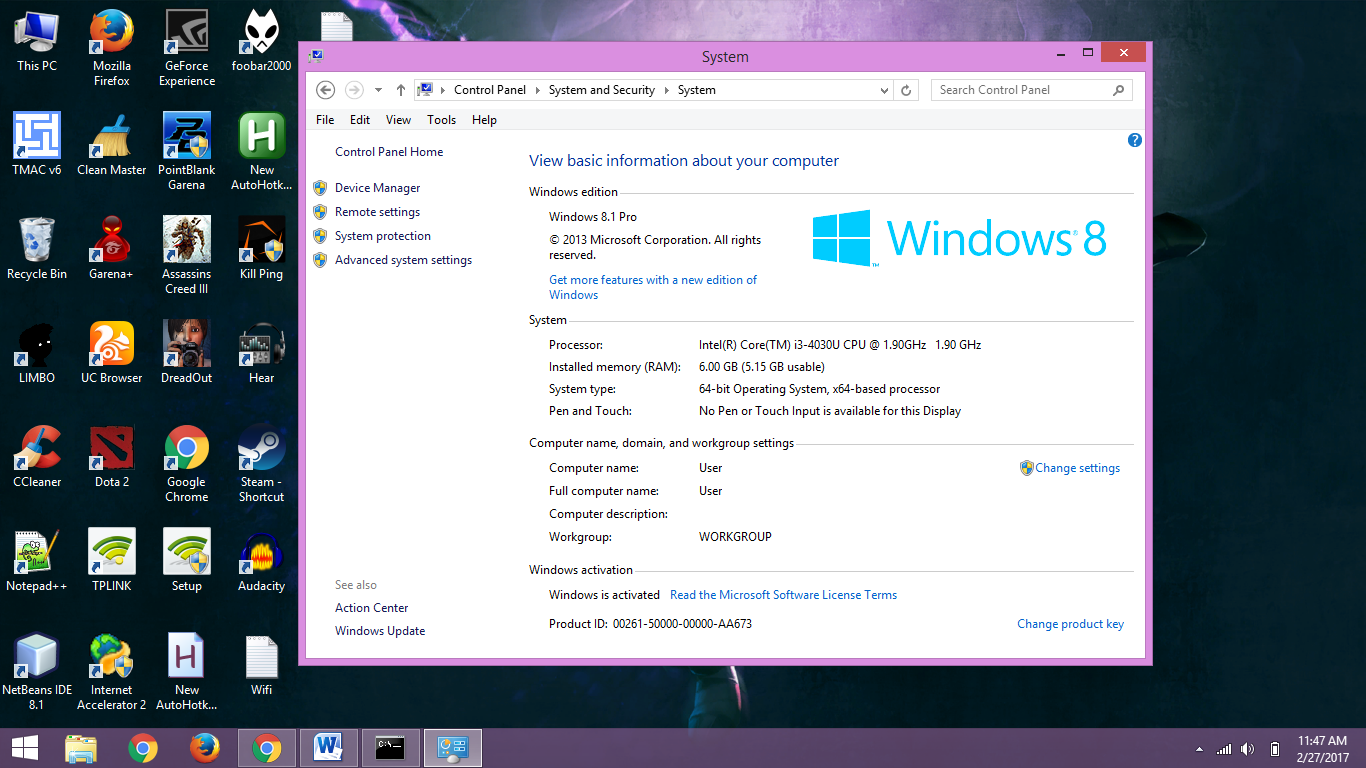 This PC
Mozilla
Firefox
GeForce
Experience
foobar2000
TMAC v6
Clean Master
PointBlank
Garena
New
AutoHotk...
Recycle Bin
Garena+
Assassins
Creed III
Kill Ping
LIMBO
UC Browser
DreadOut
Hear
CCleaner
Dota 2
Google
Chrome
Steam -
Shortcut
Notepad++
TPLINK
Setup
Audacity
NetBeans IDE
8.1
Internet
Accelerator 2
New
AutoHotk...
Wifi
System
Control Panel System and Security System
Search Control Panel
File Edit View Tools Help
Control Panel Home
Device Manager
Remote settings
System protection
Advanced system settings
See also
Action Center
Windows Update
View basic information about your computer
Windows edition
Windows 8.1 Pro
© 2013 Microsoft Corporation. All rights
reserved.
Get more features with a new edition of
Windows
Windows 8
System
Processor: Intel(R) Core(TM) i3-4030U CPU @ 1.90GHz 1.90 GHz
Installed memory (RAM): 6.00 GB (5.15 GB usable)
System type: 64-bit Operating System, x64-based processor
Pen and Touch: No Pen or Touch Input is available for this Display
Computer name, domain, and workgroup settings
Computer name: User
Change settings
Full computer name: User
Computer description:
Workgroup: WORKGROUP
Windows activation
Windows is activated Read the Microsoft Software License Terms
Product ID: 00261-50000-00000-AA673
Change product key
11:47 AM
2/27/2017